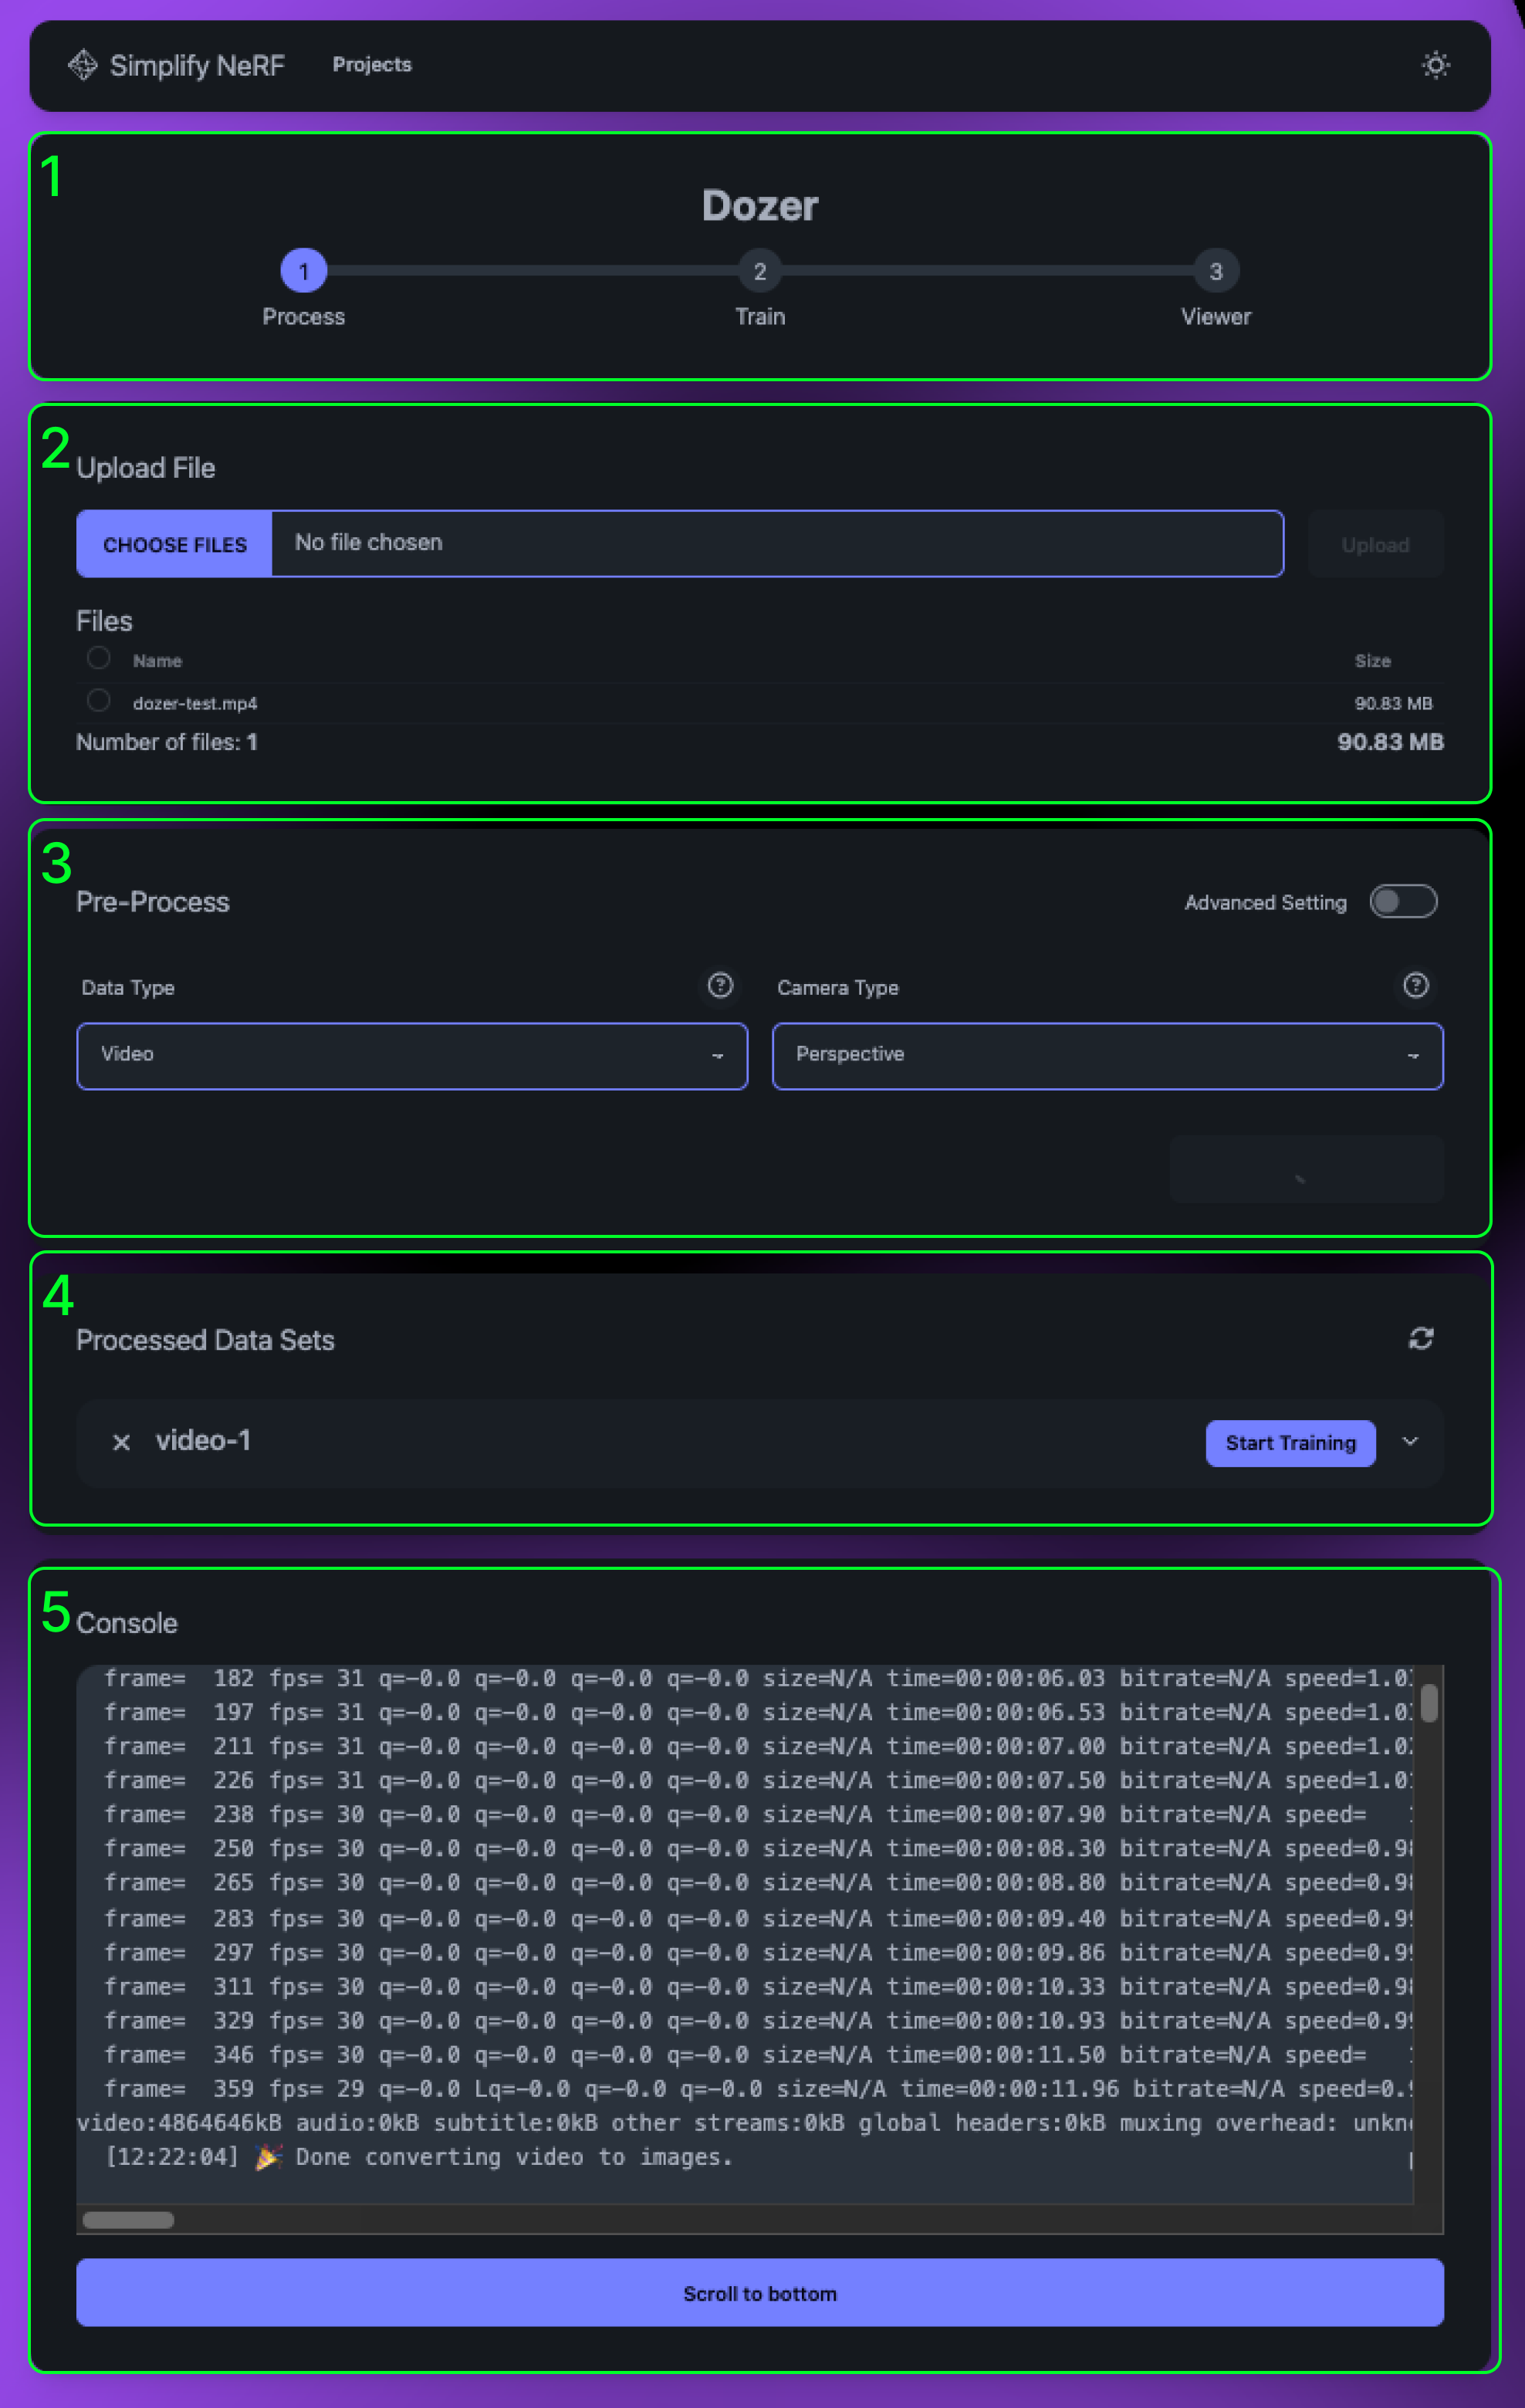 Simplify NeRF Projects
1
Dozer
1 2 3
Process Train Viewer
2
Upload File
CHOOSE FILES No file chosen Upload
Files
Name Size
dozer-test.mp4 90.83 MB
Number of files: 1 90.83 MB
3
Pre-Process Advanced Setting
Data Type ? Camera Type ?
Video Perspective
4
Processed Data Sets
× video-1 Start Training
5
Console
frame= 182 fps= 31 q=-0.0 q=-0.0 q=-0.0 q=-0.0 size=N/A time=00:00:06.03 bitrate=N/A speed=1.0
frame= 197 fps= 31 q=-0.0 q=-0.0 q=-0.0 q=-0.0 size=N/A time=00:00:06.53 bitrate=N/A speed=1.0
frame= 211 fps= 31 q=-0.0 q=-0.0 q=-0.0 q=-0.0 size=N/A time=00:00:07.00 bitrate=N/A speed=1.0
frame= 226 fps= 31 q=-0.0 q=-0.0 q=-0.0 q=-0.0 size=N/A time=00:00:07.50 bitrate=N/A speed=1.0
frame= 238 fps= 30 q=-0.0 q=-0.0 q=-0.0 q=-0.0 size=N/A time=00:00:07.90 bitrate=N/A speed=
frame= 250 fps= 30 q=-0.0 q=-0.0 q=-0.0 q=-0.0 size=N/A time=00:00:08.30 bitrate=N/A speed=0.9
frame= 265 fps= 30 q=-0.0 q=-0.0 q=-0.0 q=-0.0 size=N/A time=00:00:08.80 bitrate=N/A speed=0.9
frame= 283 fps= 30 q=-0.0 q=-0.0 q=-0.0 q=-0.0 size=N/A time=00:00:09.40 bitrate=N/A speed=0.9
frame= 297 fps= 30 q=-0.0 q=-0.0 q=-0.0 q=-0.0 size=N/A time=00:00:09.86 bitrate=N/A speed=0.9
frame= 311 fps= 30 q=-0.0 q=-0.0 q=-0.0 q=-0.0 size=N/A time=00:00:10.33 bitrate=N/A speed=0.9
frame= 329 fps= 30 q=-0.0 q=-0.0 q=-0.0 q=-0.0 size=N/A time=00:00:10.93 bitrate=N/A speed=0.9
frame= 346 fps= 30 q=-0.0 q=-0.0 q=-0.0 q=-0.0 size=N/A time=00:00:11.50 bitrate=N/A speed=
frame= 359 fps= 29 q=-0.0 Lq=-0.0 q=-0.0 q=-0.0 size=N/A time=00:00:11.96 bitrate=N/A speed=0.
video:4864646kB audio:0kB subtitle:0kB other streams:0kB global headers:0kB muxing overhead: unkn
[12:22:04] 🎉 Done converting video to images.
Scroll to bottom